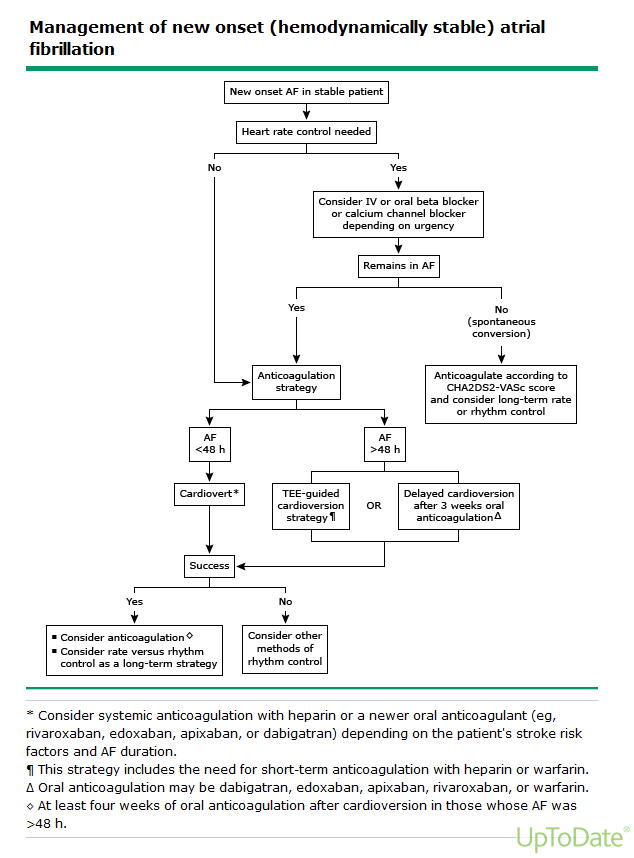 Management of new onset (hemodynamically stable) atrial
fibrillation
New onset AF in stable patient
Heart rate control needed
No
Yes
Consider IV or oral beta blocker
or calcium channel blocker
depending on urgency
Remains in AF
Yes
No
(spontaneous
conversion)
Anticoagulation
strategy
Anticoagulate according to
CHA2DS2-VASc score
and consider long-term rate
or rhythm control
AF
<48 h
AF
>48 h
Cardiovert*
TEE-guided
cardioversion
strategy¶
OR
Delayed cardioversion
after 3 weeks oral
anticoagulationΔ
Success
Yes
No
▪ Consider anticoagulation◊
▪ Consider rate versus rhythm
control as a long-term strategy
Consider other
methods of
rhythm control
* Consider systemic anticoagulation with heparin or a newer oral anticoagulant (eg,
rivaroxaban, edoxaban, apixaban, or dabigatran) depending on the patient's stroke risk
factors and AF duration.
¶ This strategy includes the need for short-term anticoagulation with heparin or warfarin.
Δ Oral anticoagulation may be dabigatran, edoxaban, apixaban, rivaroxaban, or warfarin.
◊ At least four weeks of oral anticoagulation after cardioversion in those whose AF was
>48 h.
UpToDate®